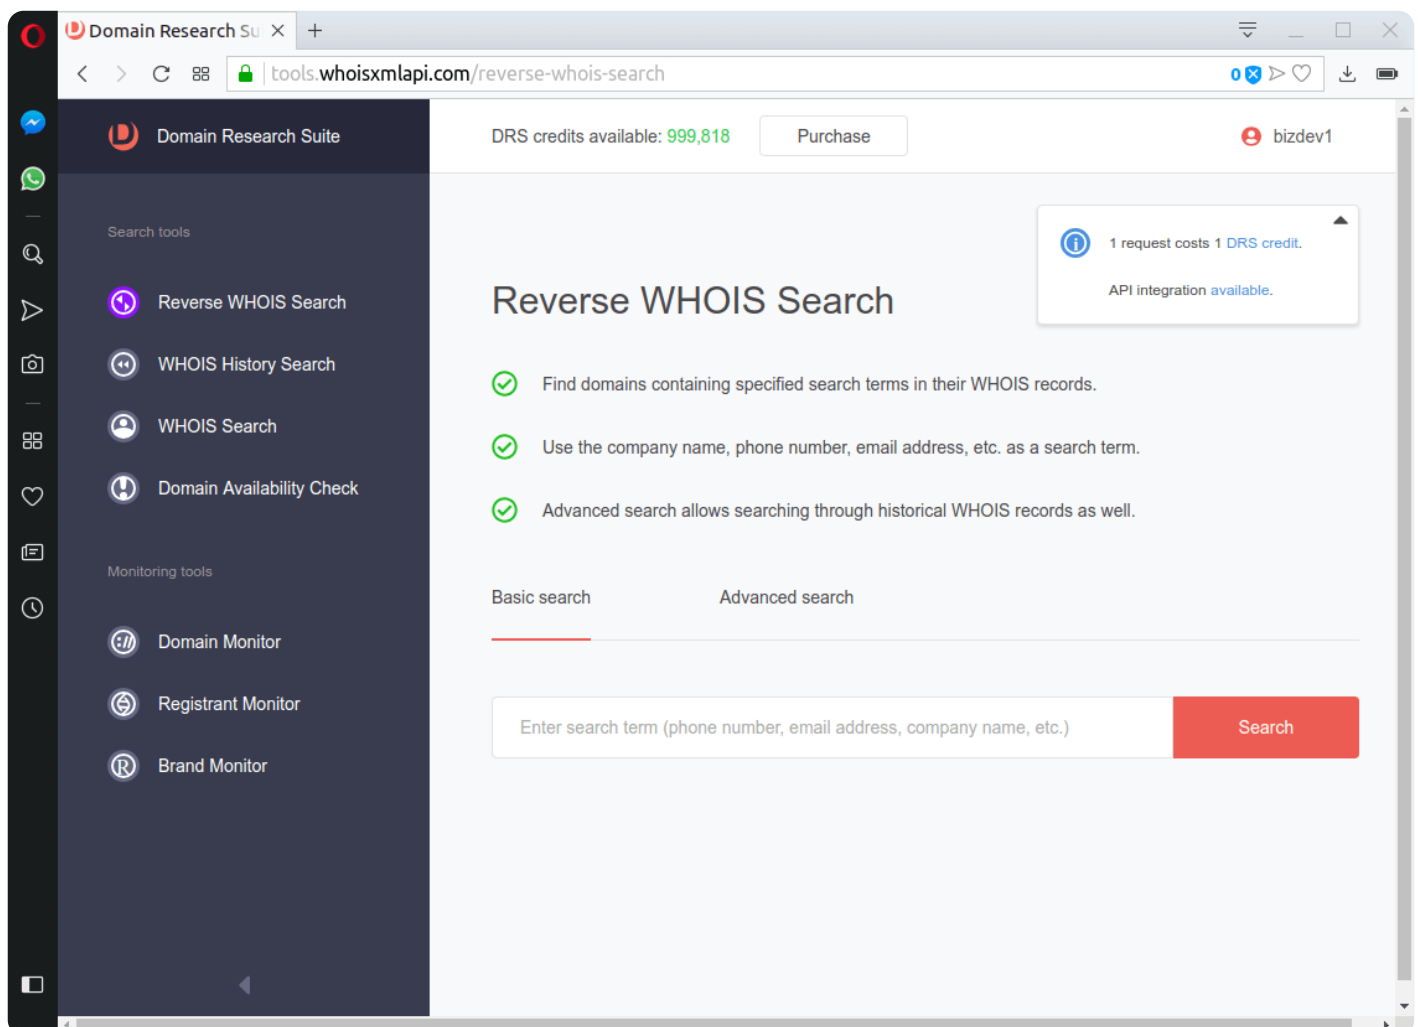 Domain Research Su
tools.whoisxmlapi.com/reverse-whois-search
0
Domain Research Suite
DRS credits available: 999,818
Purchase
bizdev1
Search tools
Reverse WHOIS Search
WHOIS History Search
WHOIS Search
Domain Availability Check
Monitoring tools
Domain Monitor
Registrant Monitor
Brand Monitor
1 request costs 1 DRS credit.
API integration available.
Reverse WHOIS Search
Find domains containing specified search terms in their WHOIS records.
Use the company name, phone number, email address, etc. as a search term.
Advanced search allows searching through historical WHOIS records as well.
Basic search
Advanced search
Enter search term (phone number, email address, company name, etc.)
Search